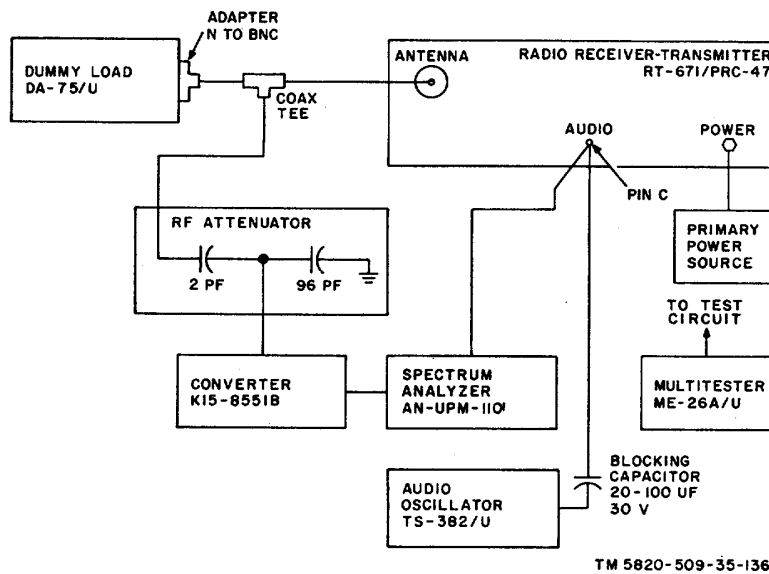 ADAPTER
N TO BNC
DUMMY LOAD
DA-75/U
COAX
TEE
ANTENNA
RADIO RECEIVER-TRANSMITTER
RT-671/PRC-47
AUDIO
POWER
PIN C
RF ATTENUATOR
2 PF
96 PF
PRIMARY
POWER
SOURCE
TO TEST
CIRCUIT
CONVERTER
K15-8551B
SPECTRUM
ANALYZER
AN-UPM-110
MULTITESTER
ME-26A/U
AUDIO
OSCILLATOR
TS-382/U
BLOCKING
CAPACITOR
20-100 UF
30 V
TM 5820-509-35-136